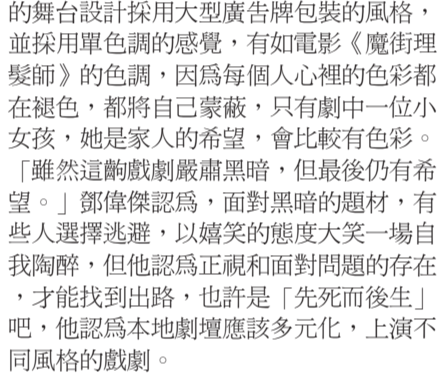 的舞台設計採用大型廣告牌包裝的風格，
並採用單色調的感覺，有如電影《魔街理
髮師》的色調，因為每個人心裡的色彩都
在褪色，都將自己蒙蔽，只有劇中一位小
女孩，她是家人的希望，會比較有色彩。
「雖然這齣戲劇嚴肅黑暗，但最後仍有希
望。」鄧偉傑認為，面對黑暗的題材，有
些人選擇逃避，以嬉笑的態度大笑一場自
我陶醉，但他認為正視和面對問題的存在
，才能找到出路，也許是「先死而後生」
吧，他認為本地劇壇應該多元化，上演不
同風格的戲劇。